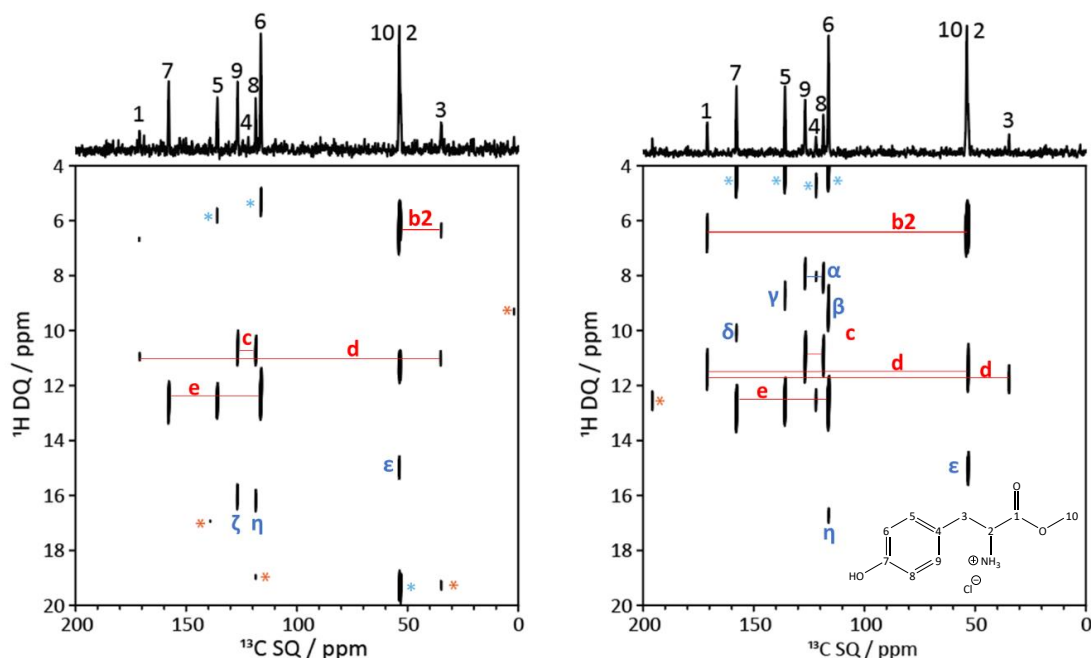 6
10 2
7
9
5
8
4
1
3
4
6
8
10
12
14
16
18
20
¹H DQ / ppm
*
*
b2
*
c
d
e
ε
ζ
η
*
*
*
*
200
150
100
50
0
¹³C SQ / ppm
10 2
6
7
5
9
8
1
4
3
4
6
8
10
12
14
16
18
20
¹H DQ / ppm
*
*
*
*
b2
α
γ
β
δ
c
d
d
e
*
ε
η
O
5
3
1
10
6
4
2
O
7
9
NH₃
HO
8
⊕
Cl⊖
200
150
100
50
0
¹³C SQ / ppm